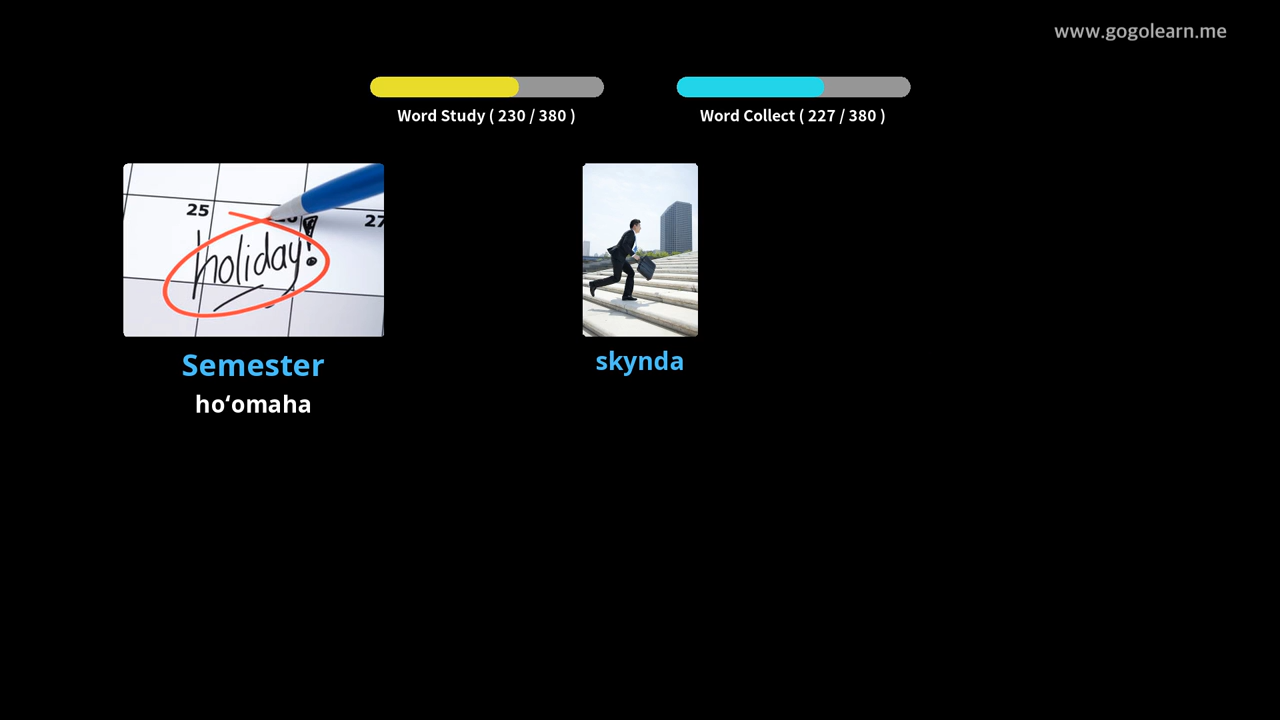 www.gogolearn.me
Word Study ( 230 / 380 )
Word Collect ( 227 / 380 )
25
27
holiday!
Semester
hoʻomaha
skynda